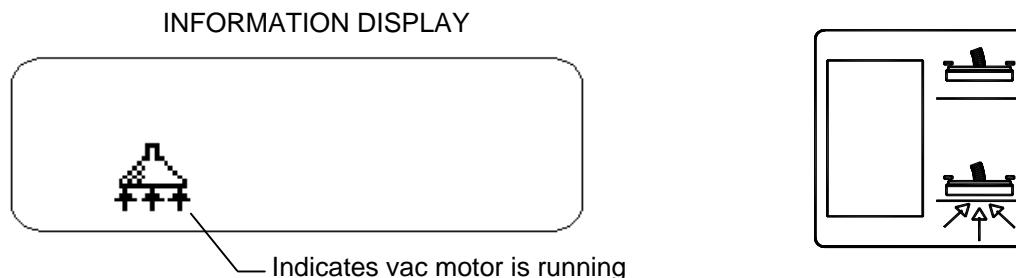 INFORMATION DISPLAY
Indicates vac motor is running